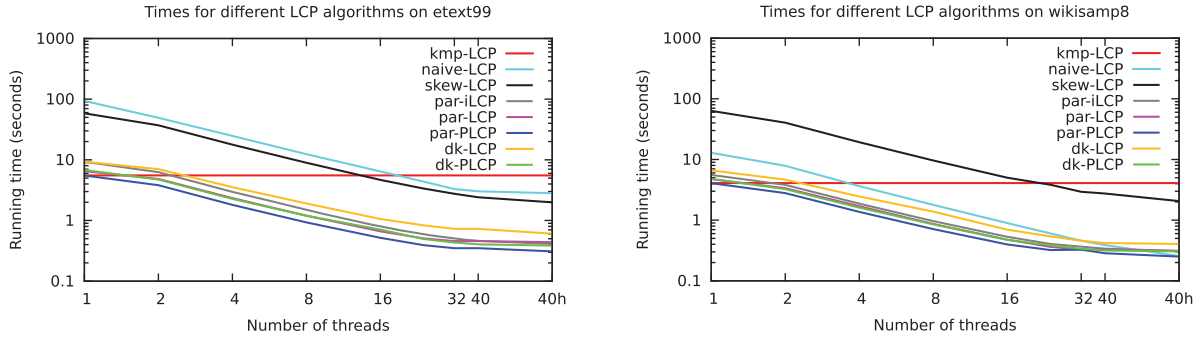 Times for different LCP algorithms on etext99
Running time (seconds)
1000
100
10
1
0.1
kmp-LCP
naive-LCP
skew-LCP
par-iLCP
par-LCP
par-PLCP
dk-LCP
dk-PLCP
1 2 4 8 16 32 40 40h
Number of threads
Times for different LCP algorithms on wikisamp8
Running time (seconds)
1000
100
10
1
0.1
kmp-LCP
naive-LCP
skew-LCP
par-iLCP
par-LCP
par-PLCP
dk-LCP
dk-PLCP
1 2 4 8 16 32 40 40h
Number of threads